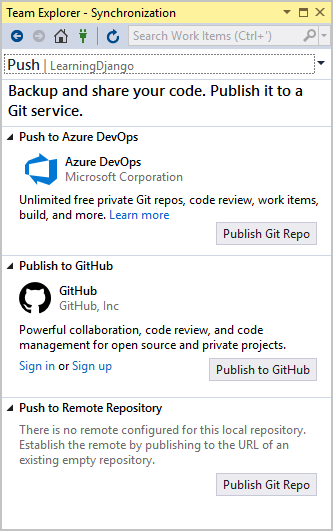 Team Explorer - Synchronization
Search Work Items (Ctrl+')
Push | LearningDjango
Backup and share your code. Publish it to a
Git service.
Push to Azure DevOps
Azure DevOps
Microsoft Corporation
Unlimited free private Git repos, code review, work items,
build, and more. Learn more
Publish Git Repo
Publish to GitHub
GitHub
GitHub, Inc
Powerful collaboration, code review, and code
management for open source and private projects.
Sign in or Sign up
Publish to GitHub
Push to Remote Repository
There is no remote configured for this local repository.
Establish the remote by publishing to the URL of an
existing empty repository.
Publish Git Repo